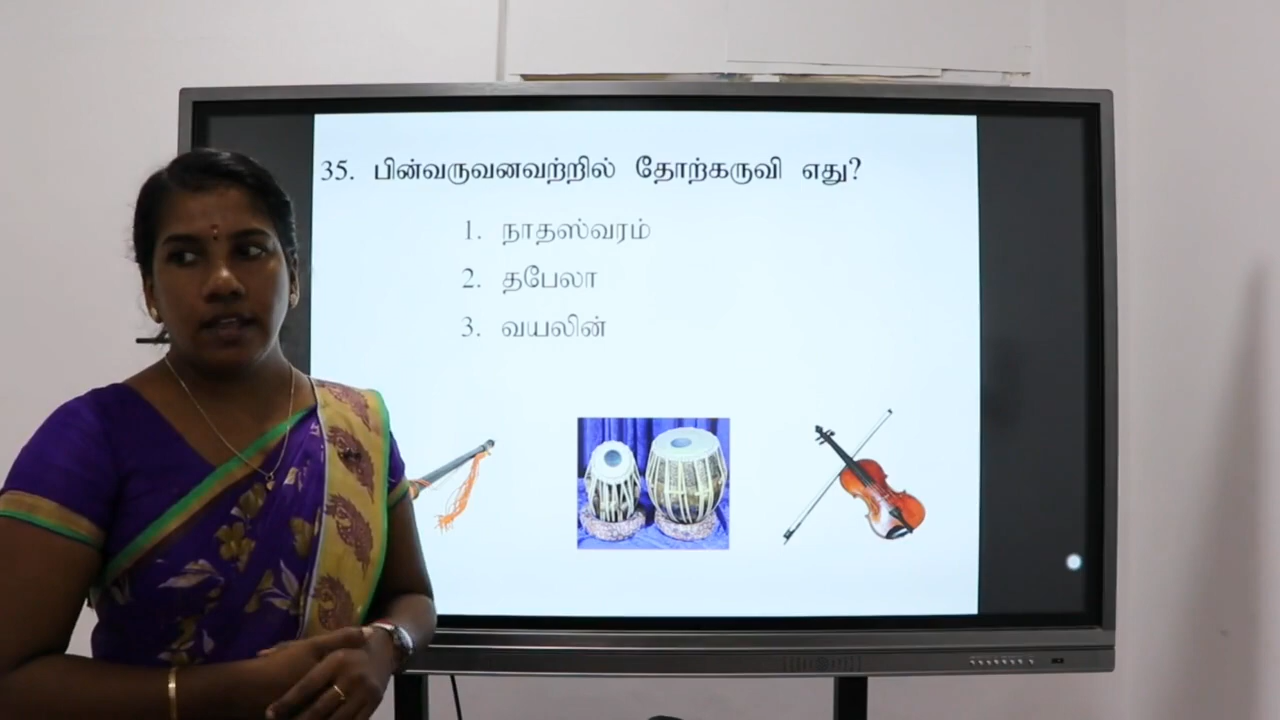 35. பின்வருவனவற்றில் தோற்கருவி எது?
1. நாதஸ்வரம்
2. தபேலா
3. வயலின்